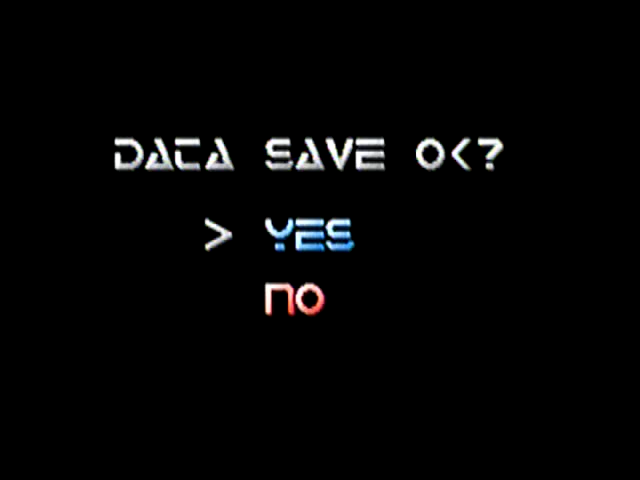 DATA SAVE OK?
> YES
NO